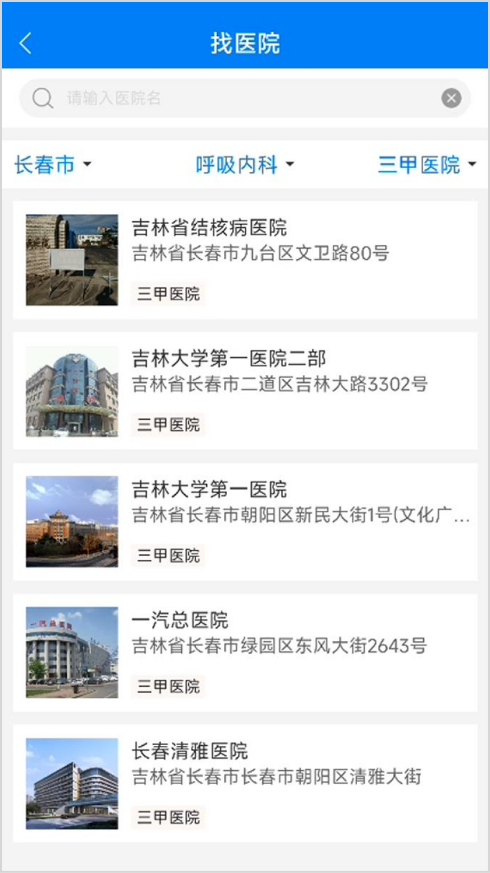 找医院
请输入医院名
长春市
呼吸内科
三甲医院
吉林省结核病医院
吉林省长春市九台区文卫路80号
三甲医院
吉林大学第一医院二部
吉林省长春市二道区吉林大路3302号
三甲医院
吉林大学第一医院
吉林省长春市朝阳区新民大街1号(文化广...
三甲医院
一汽总医院
吉林省长春市绿园区东风大街2643号
三甲医院
长春清雅医院
吉林省长春市长春市朝阳区清雅大街
三甲医院